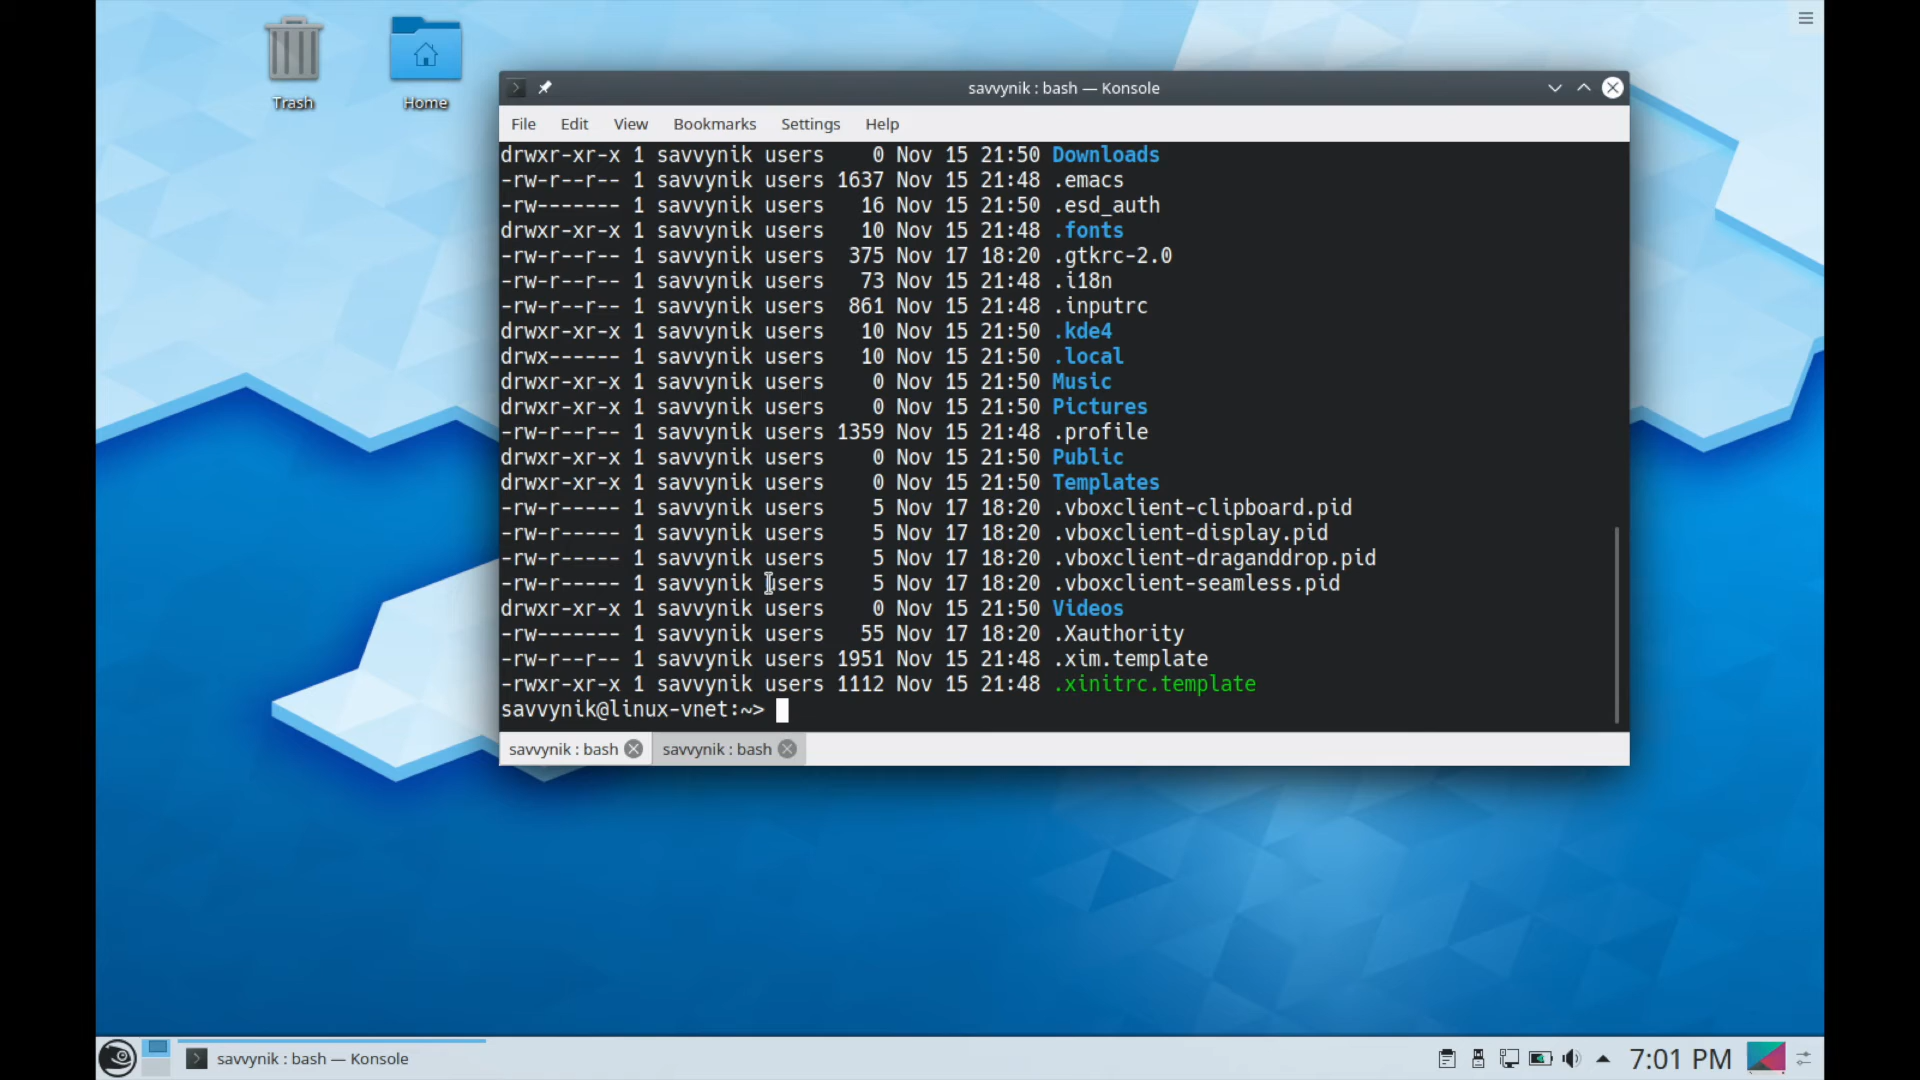 Trash
Home
savvynik : bash — Konsole
File Edit View Bookmarks Settings Help
drwxr-xr-x 1 savvynik users    0 Nov 15 21:50 Downloads
-rw-r--r-- 1 savvynik users 1637 Nov 15 21:48 .emacs
-rw------- 1 savvynik users   16 Nov 15 21:50 .esd_auth
drwxr-xr-x 1 savvynik users   10 Nov 15 21:48 .fonts
-rw-r--r-- 1 savvynik users  375 Nov 17 18:20 .gtkrc-2.0
-rw-r--r-- 1 savvynik users   73 Nov 15 21:48 .i18n
-rw-r--r-- 1 savvynik users  861 Nov 15 21:48 .inputrc
drwxr-xr-x 1 savvynik users   10 Nov 15 21:50 .kde4
drwx------ 1 savvynik users   10 Nov 15 21:50 .local
drwxr-xr-x 1 savvynik users    0 Nov 15 21:50 Music
drwxr-xr-x 1 savvynik users    0 Nov 15 21:50 Pictures
-rw-r--r-- 1 savvynik users 1359 Nov 15 21:48 .profile
drwxr-xr-x 1 savvynik users    0 Nov 15 21:50 Public
drwxr-xr-x 1 savvynik users    0 Nov 15 21:50 Templates
-rw-r----- 1 savvynik users    5 Nov 17 18:20 .vboxclient-clipboard.pid
-rw-r----- 1 savvynik users    5 Nov 17 18:20 .vboxclient-display.pid
-rw-r----- 1 savvynik users    5 Nov 17 18:20 .vboxclient-draganddrop.pid
-rw-r----- 1 savvynik users    5 Nov 17 18:20 .vboxclient-seamless.pid
drwxr-xr-x 1 savvynik users    0 Nov 15 21:50 Videos
-rw------- 1 savvynik users   55 Nov 17 18:20 .Xauthority
-rw-r--r-- 1 savvynik users 1951 Nov 15 21:48 .xim.template
-rwxr-xr-x 1 savvynik users 1112 Nov 15 21:48 .xinitrc.template
savvynik@linux-vnet:~>
savvynik : bash savvynik : bash
savvynik : bash — Konsole 7:01 PM